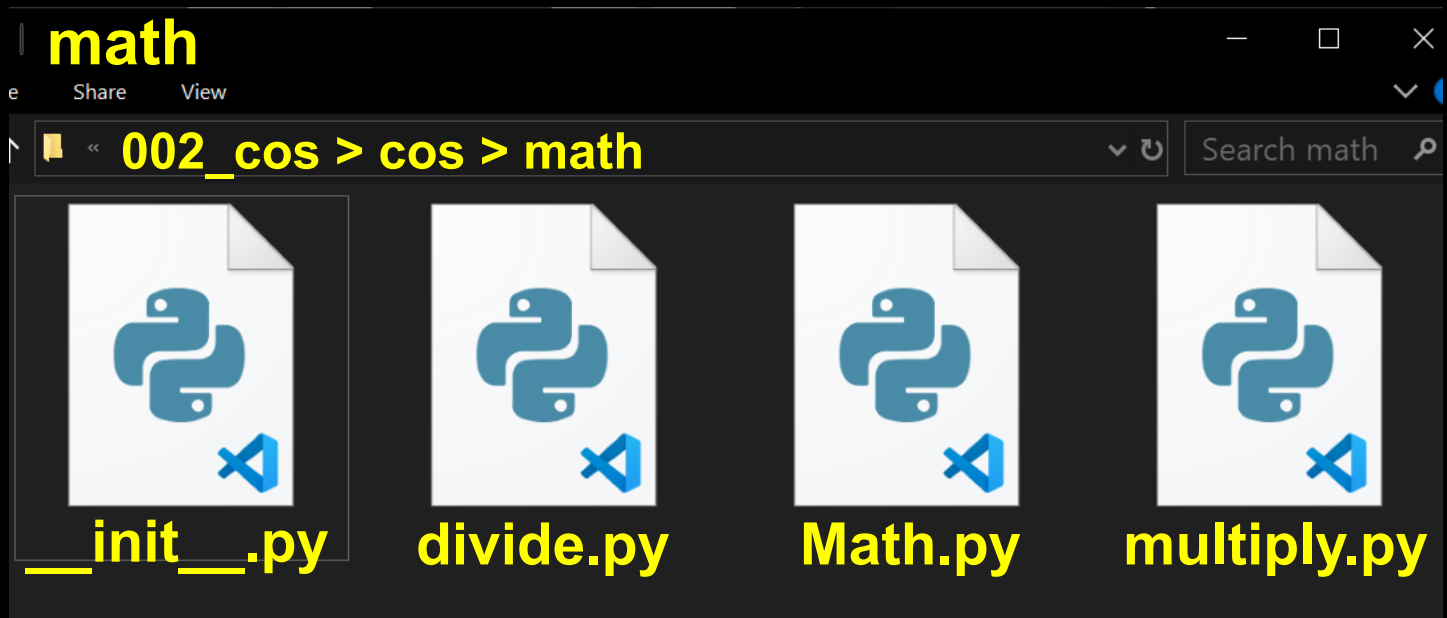 math
e Share View
« 002_cos > cos > math Search math
__init__.py divide.py Math.py multiply.py